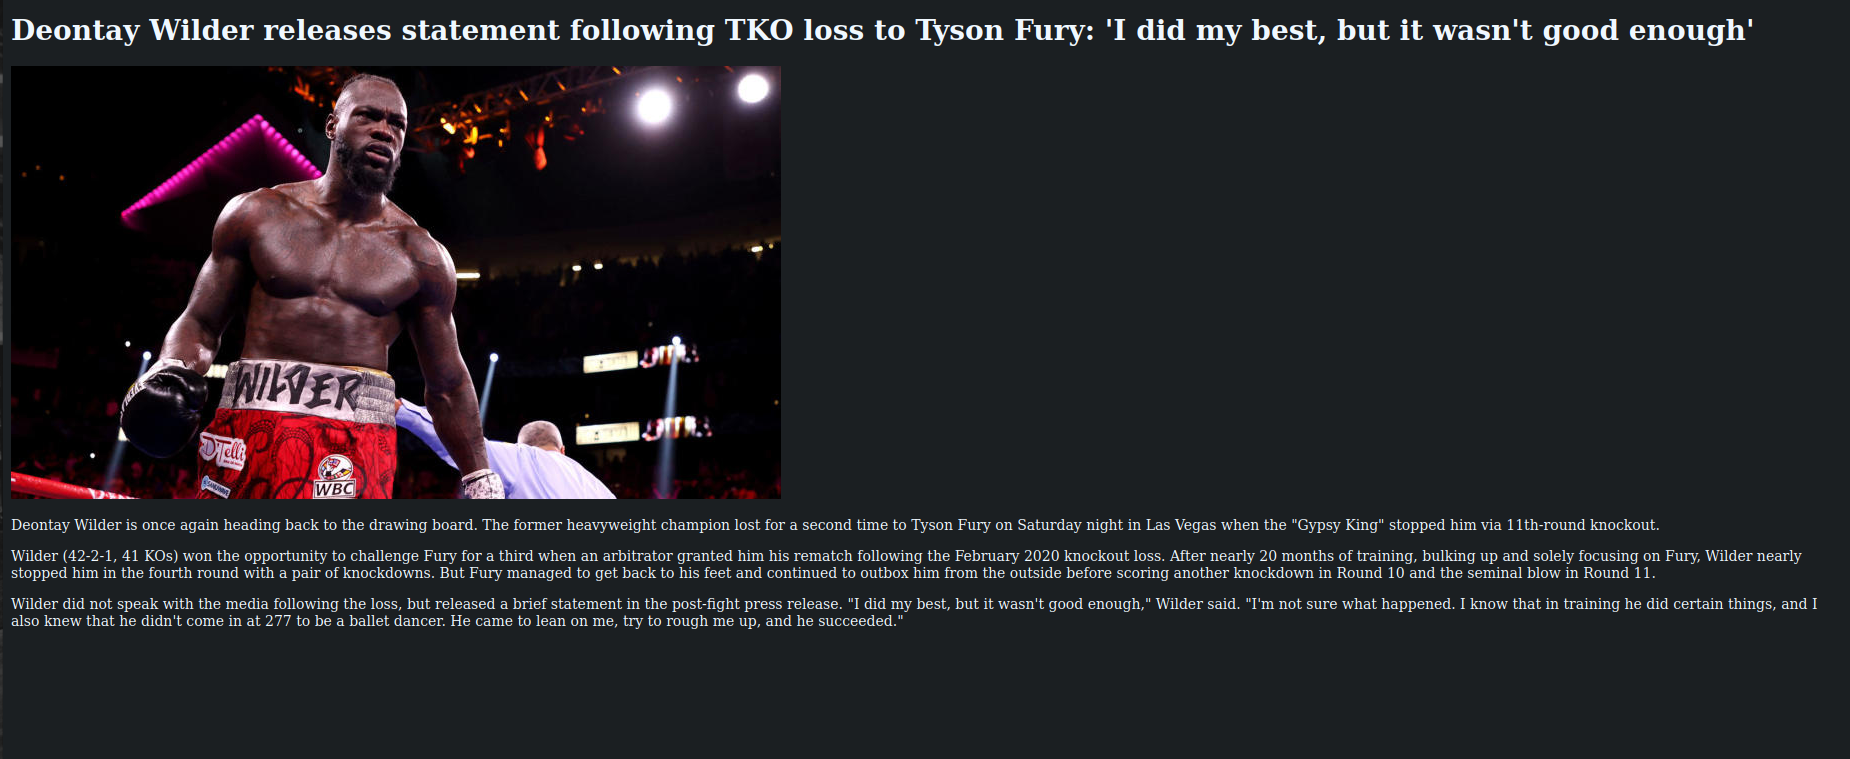 Deontay Wilder releases statement following TKO loss to Tyson Fury: 'I did my best, but it wasn't good enough'
WILDER
DiTelli
WBC
Deontay Wilder is once again heading back to the drawing board. The former heavyweight champion lost for a second time to Tyson Fury on Saturday night in Las Vegas when the "Gypsy King" stopped him via 11th-round knockout.
Wilder (42-2-1, 41 KOs) won the opportunity to challenge Fury for a third when an arbitrator granted him his rematch following the February 2020 knockout loss. After nearly 20 months of training, bulking up and solely focusing on Fury, Wilder nearly
stopped him in the fourth round with a pair of knockdowns. But Fury managed to get back to his feet and continued to outbox him from the outside before scoring another knockdown in Round 10 and the seminal blow in Round 11.
Wilder did not speak with the media following the loss, but released a brief statement in the post-fight press release. "I did my best, but it wasn't good enough," Wilder said. "I'm not sure what happened. I know that in training he did certain things, and I
also knew that he didn't come in at 277 to be a ballet dancer. He came to lean on me, try to rough me up, and he succeeded."